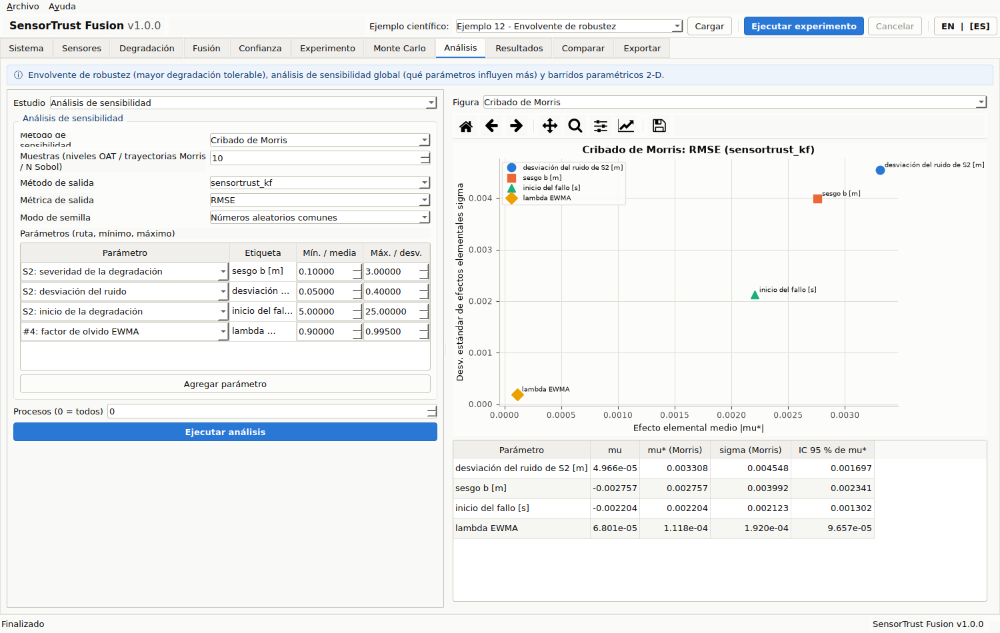 Archivo Ayuda
SensorTrust Fusion v1.0.0
Ejemplo científico: Ejemplo 12 - Envolvente de robustez Cargar Ejecutar experimento Cancelar EN | [ES]
Sistema Sensores Degradación Fusión Confianza Experimento Monte Carlo Análisis Resultados Comparar Exportar
ⓘ Envolvente de robustez (mayor degradación tolerable), análisis de sensibilidad global (qué parámetros influyen más) y barridos paramétricos 2-D.
Estudio Análisis de sensibilidad
Análisis de sensibilidad
Método de
sensibilidad
Cribado de Morris
Muestras (niveles OAT / trayectorias Morris
/ N Sobol)
10
Método de salida sensortrust_kf
Métrica de salida RMSE
Modo de semilla Números aleatorios comunes
Parámetros (ruta, mínimo, máximo)
Parámetro Etiqueta Mín. / media Máx. / desv.
S2: severidad de la degradación sesgo b [m] 0.10000 3.00000
S2: desviación del ruido desviación ... 0.05000 0.40000
S2: inicio de la degradación inicio del fal... 5.00000 25.00000
#4: factor de olvido EWMA lambda ... 0.90000 0.99500
Agregar parámetro
Procesos (0 = todos) 0
Ejecutar análisis
Figura Cribado de Morris
Cribado de Morris: RMSE (sensortrust_kf)
desviación del ruido de S2 [m]
sesgo b [m]
inicio del fallo [s]
lambda EWMA
desviación del ruido de S2 [m]
sesgo b [m]
inicio del fallo [s]
lambda EWMA
Desv. estándar de efectos elementales sigma
0.004
0.003
0.002
0.001
0.000
0.0000 0.0005 0.0010 0.0015 0.0020 0.0025 0.0030
Efecto elemental medio |mu*|
Parámetro mu mu* (Morris) sigma (Morris) IC 95 % de mu*
desviación del ruido de S2 [m] 4.966e-05 0.003308 0.004548 0.001697
sesgo b [m] -0.002757 0.002757 0.003992 0.002341
inicio del fallo [s] -0.002204 0.002204 0.002123 0.001302
lambda EWMA 6.801e-05 1.118e-04 1.920e-04 9.657e-05
Finalizado
SensorTrust Fusion v1.0.0